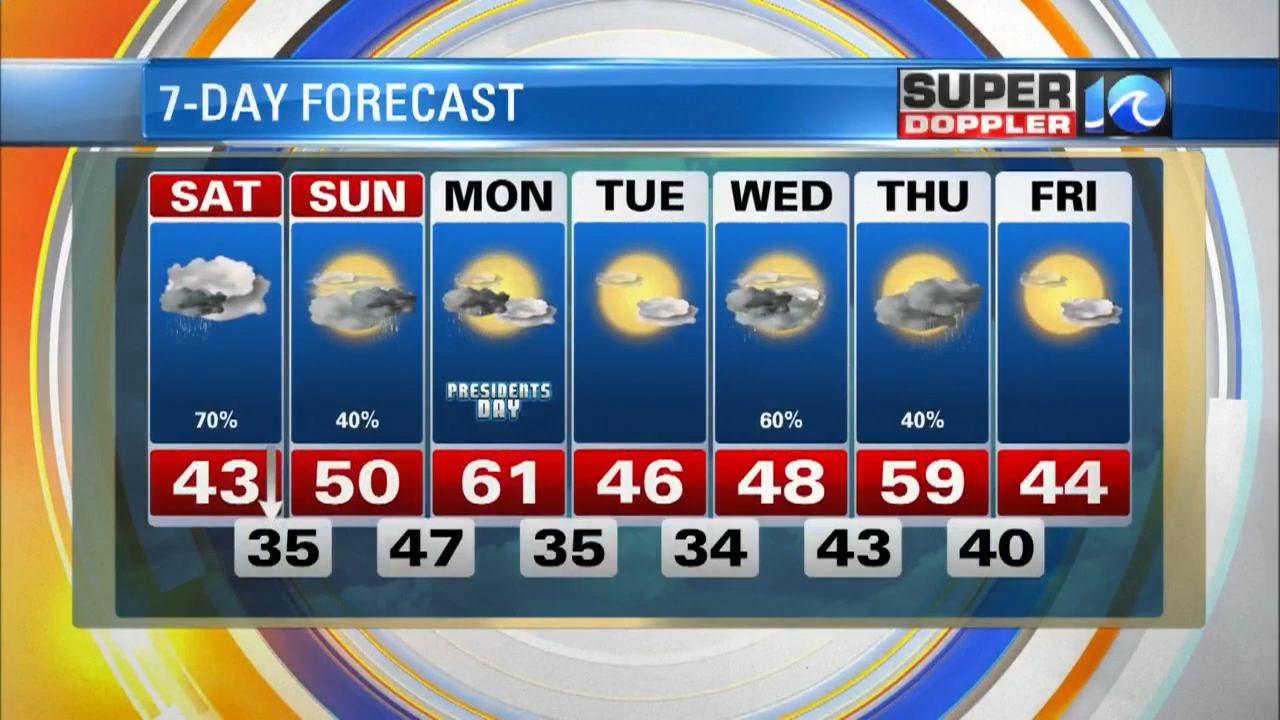 7-DAY FORECAST
SUPER
DOPPLER 10
SAT SUN MON TUE WED THU FRI
PRESIDENTS
DAY
70% 40% 60% 40%
43 50 61 46 48 59 44
35 47 35 34 43 40